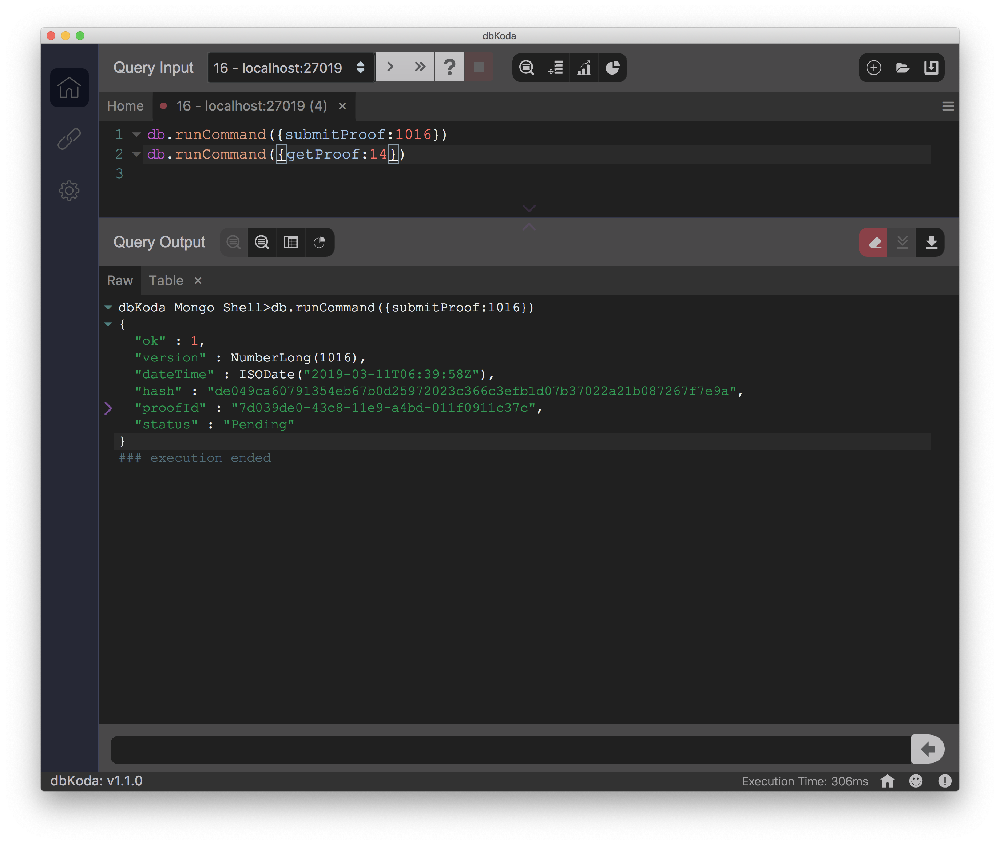 dbKoda
Query Input
16 - localhost:27019
Home
16 - localhost:27019 (4) ×
1 db.runCommand({submitProof:1016})
2 db.runCommand({getProof:14})
3
Query Output
Raw
Table ×
dbKoda Mongo Shell>db.runCommand({submitProof:1016})
{
"ok" : 1,
"version" : NumberLong(1016),
"dateTime" : ISODate("2019-03-11T06:39:58Z"),
"hash" : "de049ca60791354eb67b0d25972023c366c3efb1d07b37022a21b087267f7e9a",
"proofId" : "7d039de0-43c8-11e9-a4bd-011f0911c37c",
"status" : "Pending"
}
### execution ended
dbKoda: v1.1.0
Execution Time: 306ms